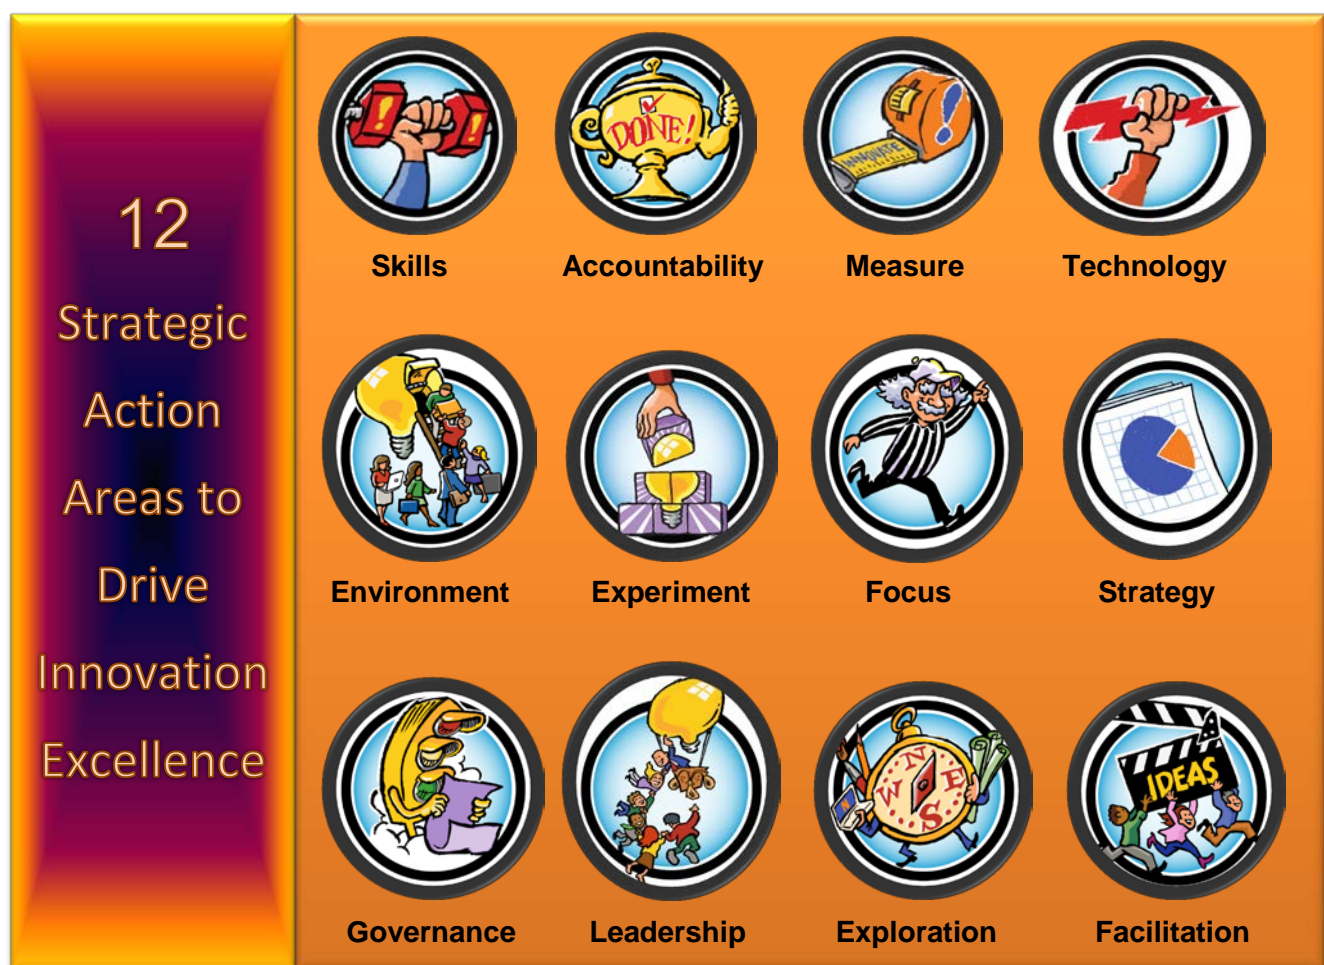 12
Strategic
Action
Areas to
Drive
Innovation
Excellence
DONE!
INNOVATE
Skills
Accountability
Measure
Technology
Environment
Experiment
Focus
Strategy
N
W
E
S
IDEAS
Governance
Leadership
Exploration
Facilitation